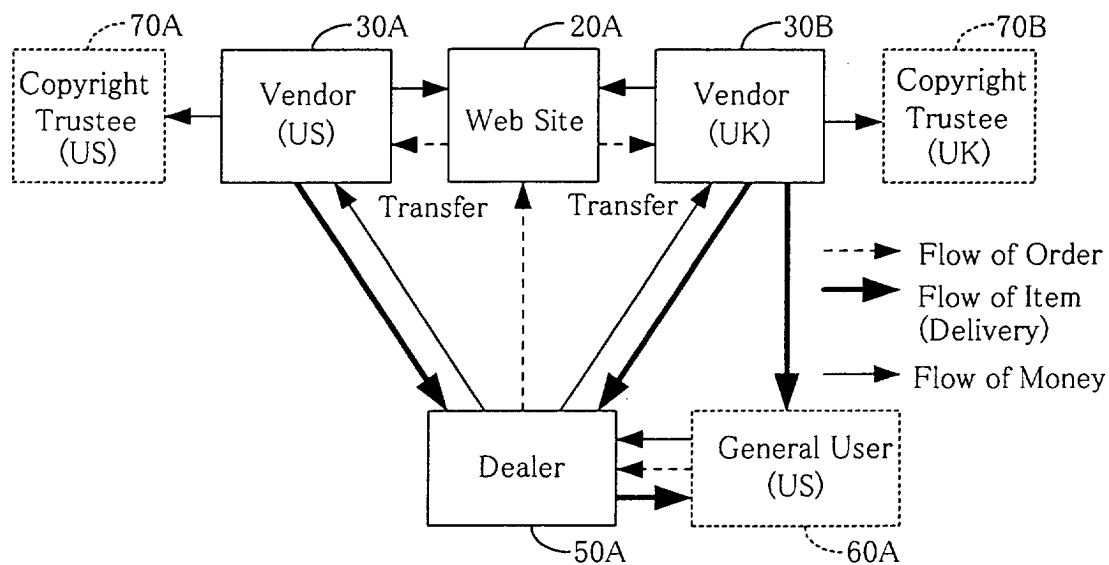 70A
30A
20A
30B
70B
Copyright
Trustee
(US)
Vendor
(US)
Web Site
Vendor
(UK)
Copyright
Trustee
(UK)
Transfer
Transfer
Flow of Order
Flow of Item
(Delivery)
Flow of Money
Dealer
General User
(US)
50A
60A